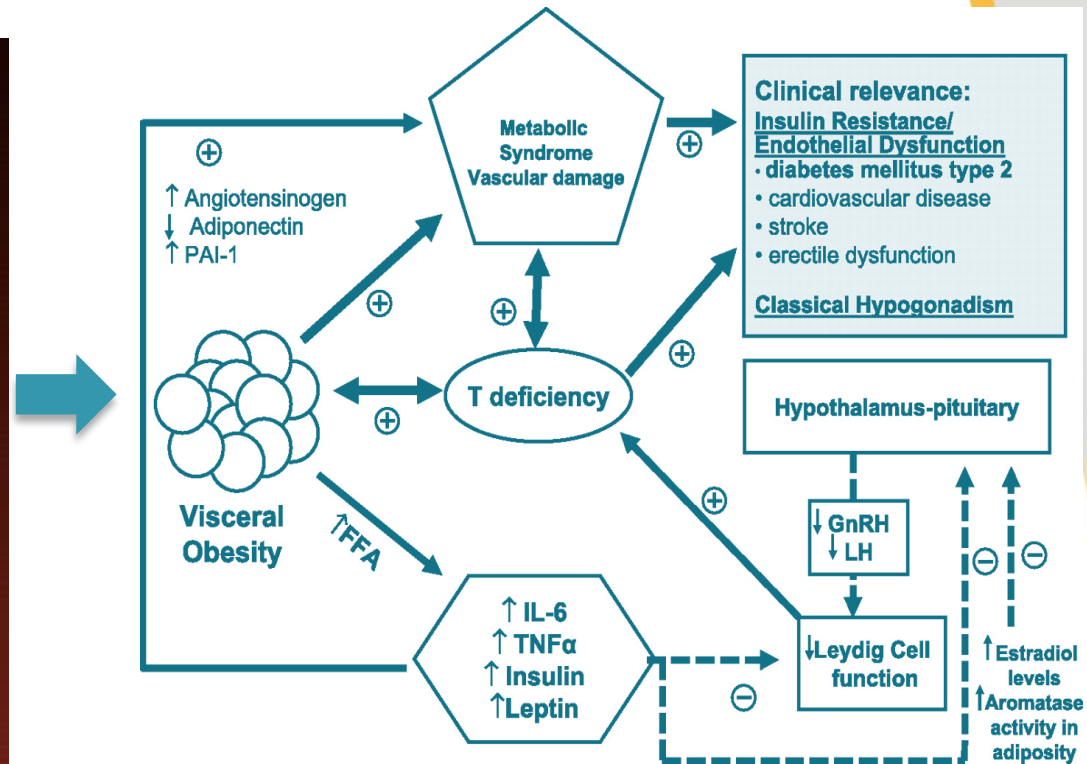 Metabolic
Syndrome
Vascular damage
⊕
Clinical relevance:
Insulin Resistance/
Endothelial Dysfunction
• diabetes mellitus type 2
• cardiovascular disease
• stroke
• erectile dysfunction
Classical Hypogonadism
⊕
↑ Angiotensinogen
↓ Adiponectin
↑ PAI-1
⊕
⊕
⊕
T deficiency
⊕
Visceral
Obesity
↑FFA
Hypothalamus-pituitary
⊕
↓ GnRH
↓ LH
⊖
⊖
↑ IL-6
↑ TNFα
↑ Insulin
↑Leptin
⊖
↓Leydig Cell
function
↑Estradiol
levels
↑Aromatase
activity in
adiposity